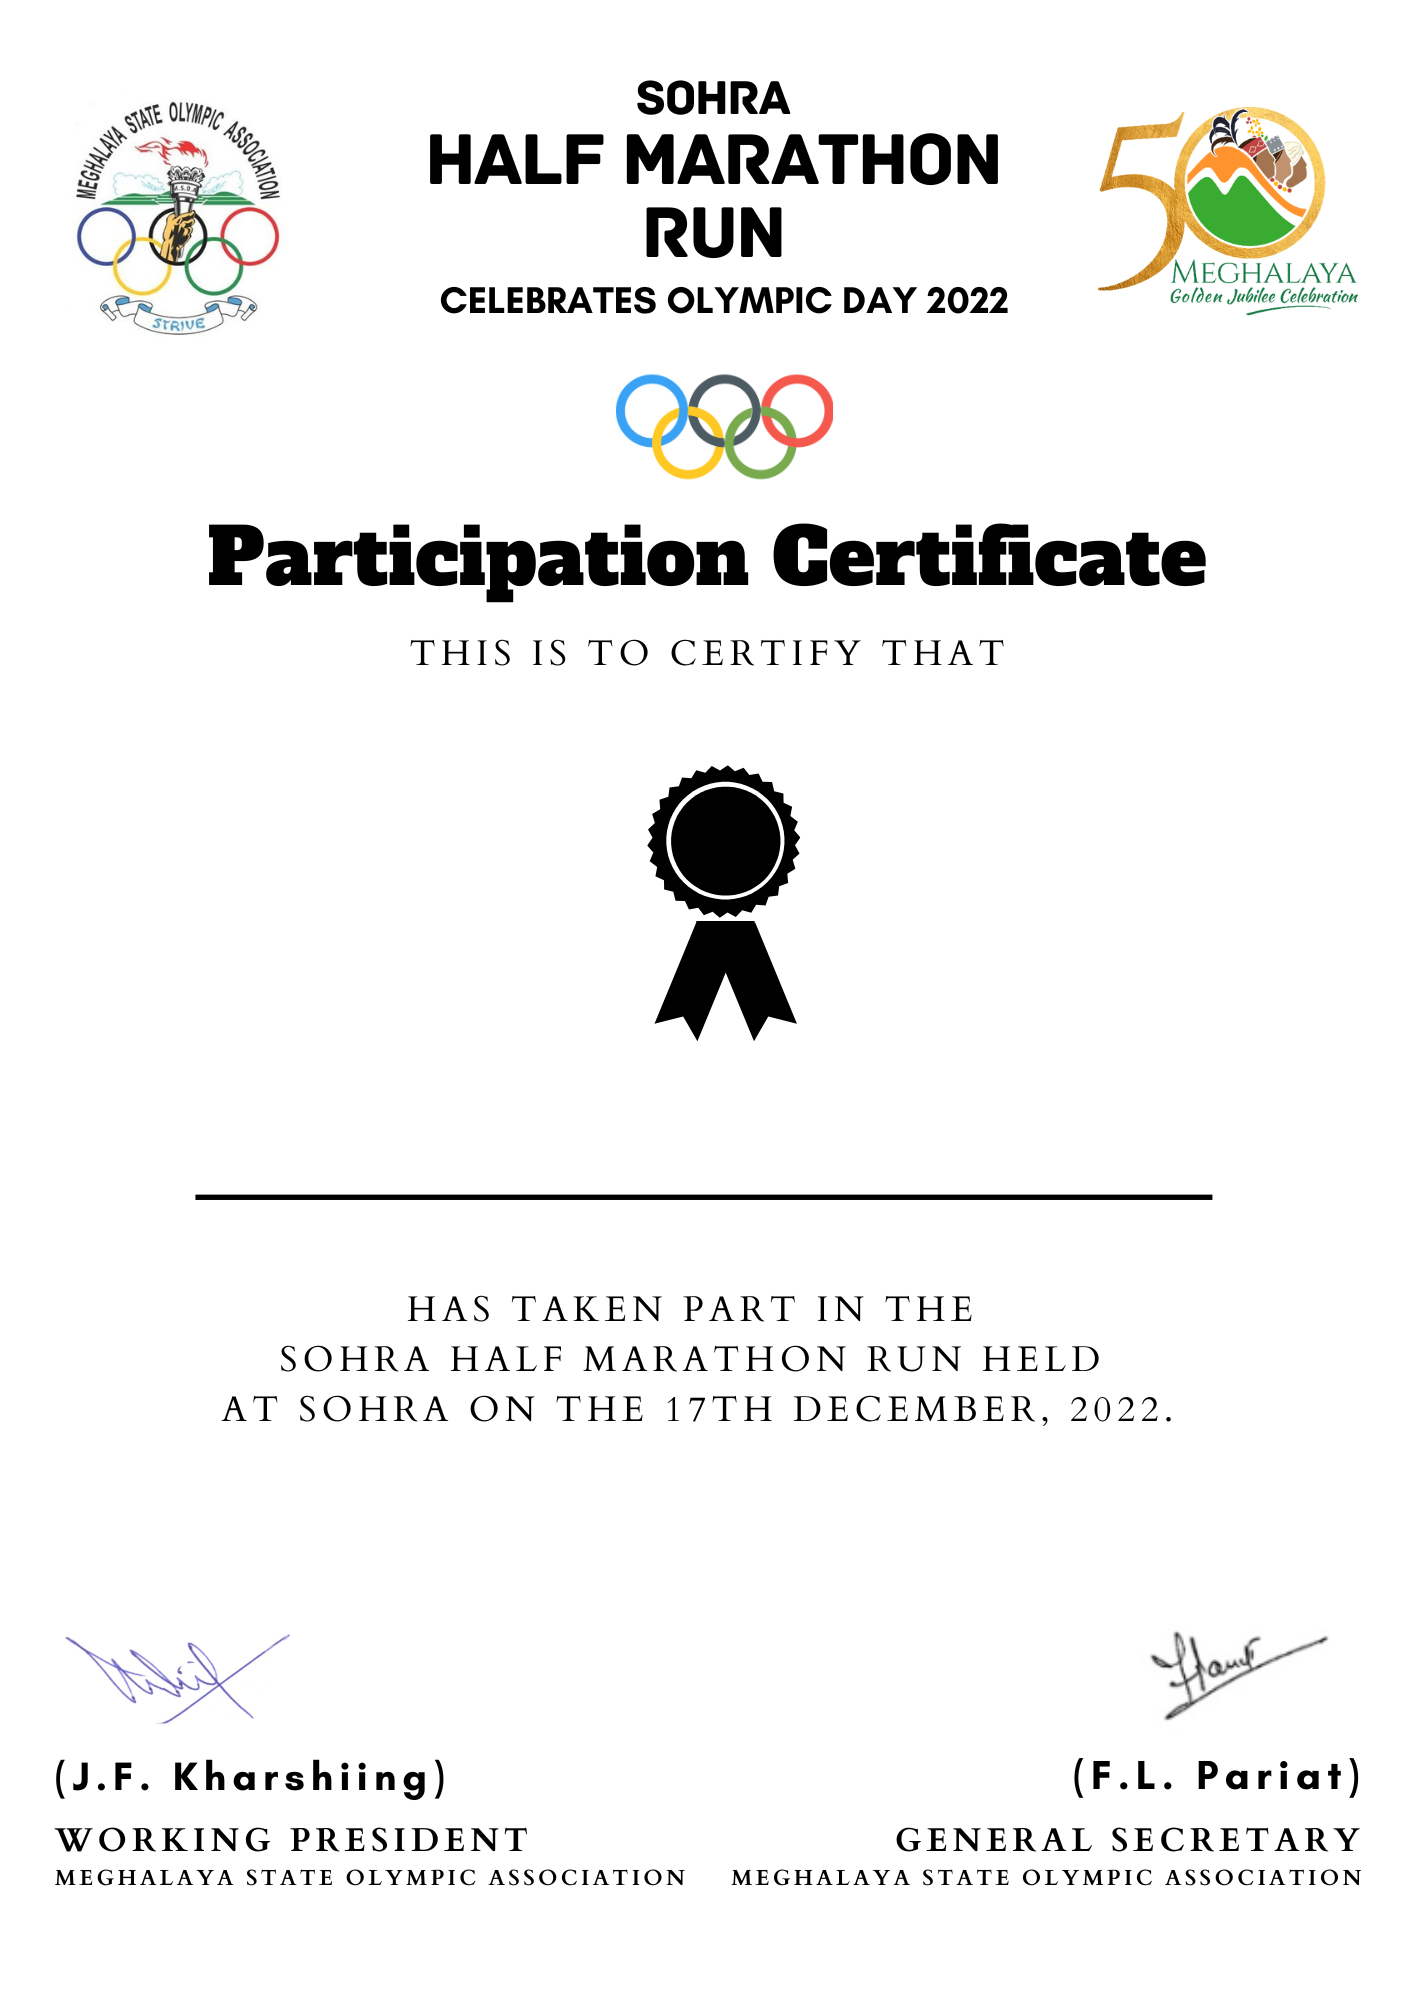 MEGHALAYA STATE OLYMPIC ASSOCIATION
M.S.O.A
STRIVE
SOHRA
HALF MARATHON
RUN
CELEBRATES OLYMPIC DAY 2022
50
MEGHALAYA
Golden Jubilee Celebration
Participation Certificate
THIS IS TO CERTIFY THAT
HAS TAKEN PART IN THE
SOHRA HALF MARATHON RUN HELD
AT SOHRA ON THE 17TH DECEMBER, 2022.
(J.F. Kharshiing)
WORKING PRESIDENT
MEGHALAYA STATE OLYMPIC ASSOCIATION
(F.L. Pariat)
GENERAL SECRETARY
MEGHALAYA STATE OLYMPIC ASSOCIATION